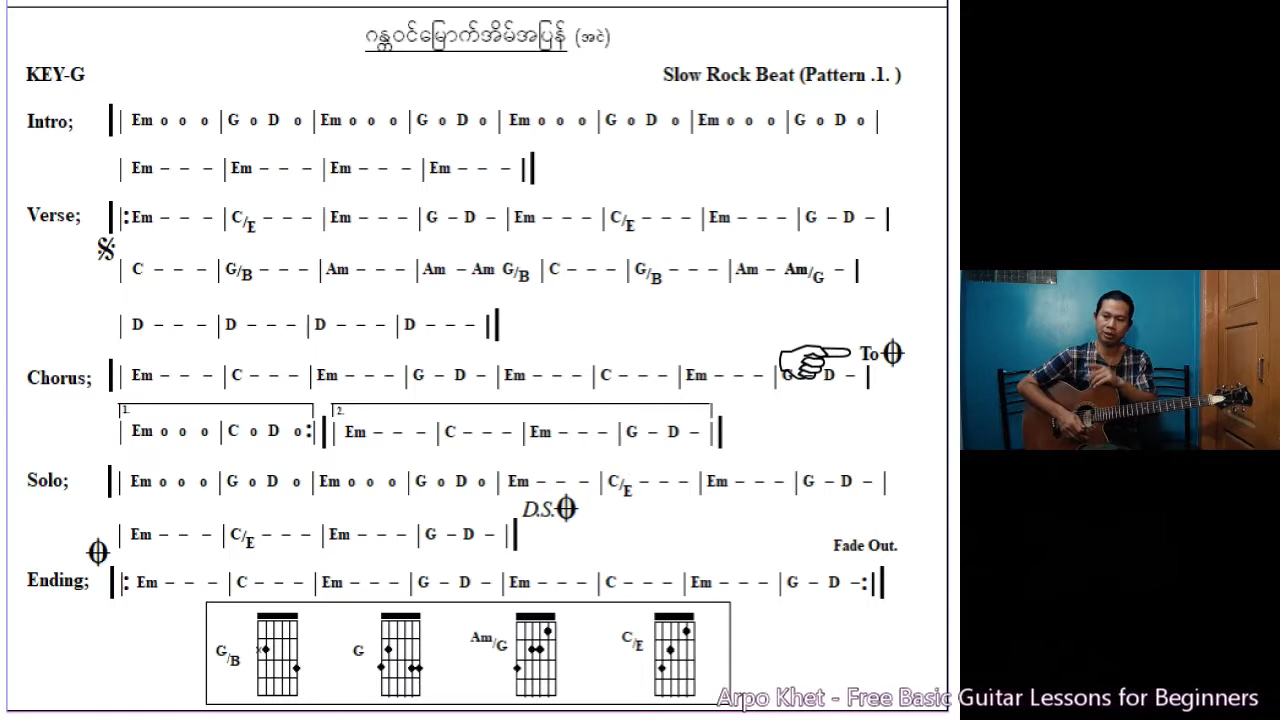 ဂန္ဓဝင်မြောက်အိမ်အပြန် (အငဲ)
KEY-G
Slow Rock Beat (Pattern .1. )
Intro; | Em o o o | G o D o | Em o o o | G o D o | Em o o o | G o D o | Em o o o | G o D o |
| Em – – – | Em – – – | Em – – – | Em – – – ||
Verse; |: Em – – – | C/E – – – | Em – – – | G – D – | Em – – – | C/E – – – | Em – – – | G – D – |
| C – – – | G/B – – – | Am – – – | Am – Am G/B | C – – – | G/B – – – | Am – Am/G – |
| D – – – | D – – – | D – – – | D – – – ||
To
Chorus; | Em – – – | C – – – | Em – – – | G – D – | Em – – – | C – – – | Em – – – | G – D – |
1. 2.
| Em o o o | C o D o :|| Em – – – | C – – – | Em – – – | G – D – ||
Solo; | Em o o o | G o D o | Em o o o | G o D o | Em – – – | C/E – – – | Em – – – | G – D – |
D.S.
| Em – – – | C/E – – – | Em – – – | G – D – ||
Fade Out.
Ending; |: Em – – – | C – – – | Em – – – | G – D – | Em – – – | C – – – | Em – – – | G – D – :||
G/B G Am/G C/E
x
Arpo Khet - Free Basic Guitar Lessons for Beginners